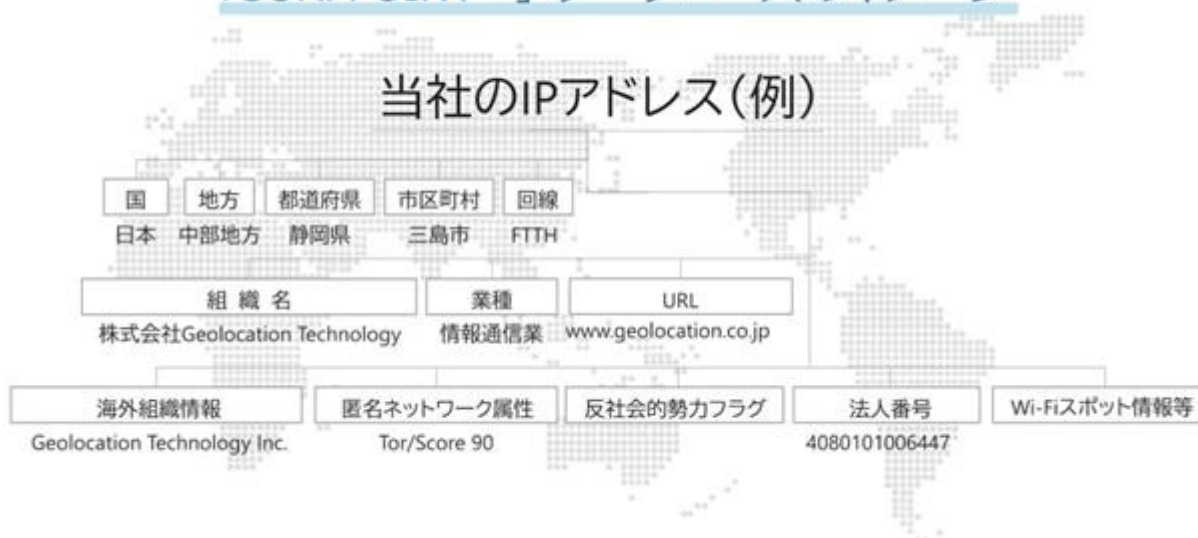 当社のIPアドレス（例）
国 地方 都道府県 市区町村 回線
日本 中部地方 静岡県 三島市 FTTH
組織名 業種 URL
株式会社Geolocation Technology 情報通信業 www.geolocation.co.jp
海外組織情報 匿名ネットワーク属性 反社会的勢力フラグ 法人番号 Wi-Fiスポット情報等
Geolocation Technology Inc. Tor/Score 90 4080101006447